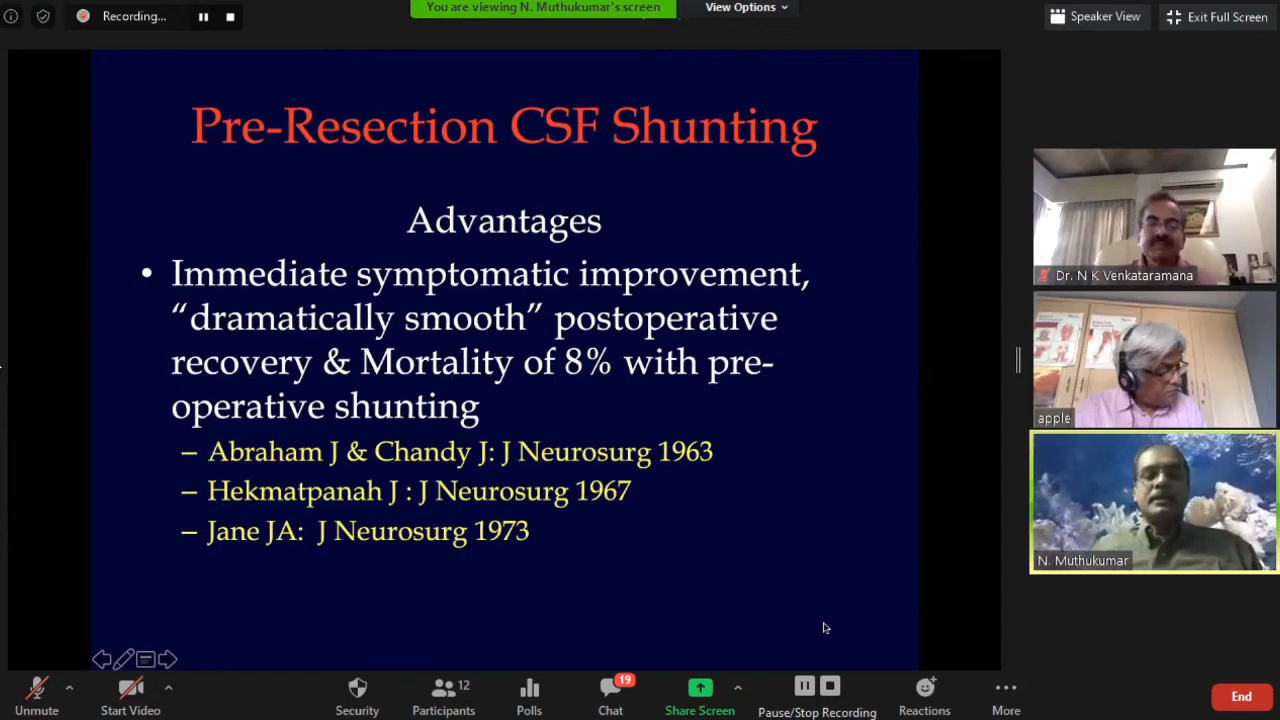 Recording...
You are viewing N. Muthukumar's screen
View Options
Speaker View
Exit Full Screen
Pre-Resection CSF Shunting
Advantages
• Immediate symptomatic improvement,
“dramatically smooth” postoperative
recovery & Mortality of 8% with pre-
operative shunting
– Abraham J & Chandy J: J Neurosurg 1963
– Hekmatpanah J : J Neurosurg 1967
– Jane JA:  J Neurosurg 1973
Dr. N K Venkataramana
apple
N. Muthukumar
Unmute
Start Video
Security
Participants 12
Polls
Chat 19
Share Screen
Pause/Stop Recording
Reactions
More
End